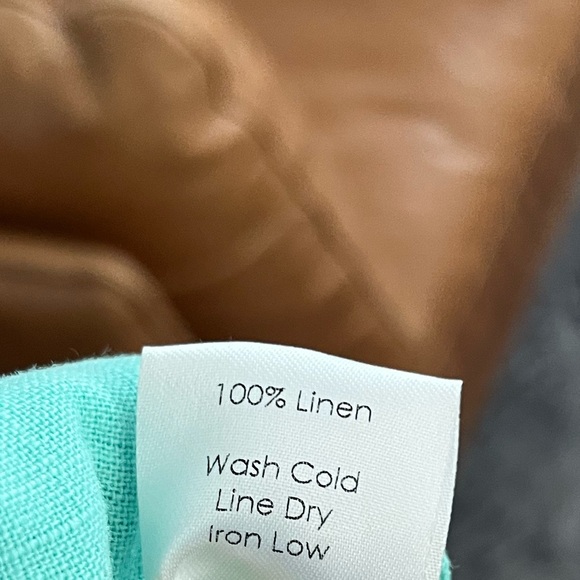 100% Linen
Wash Cold
Line Dry
Iron Low